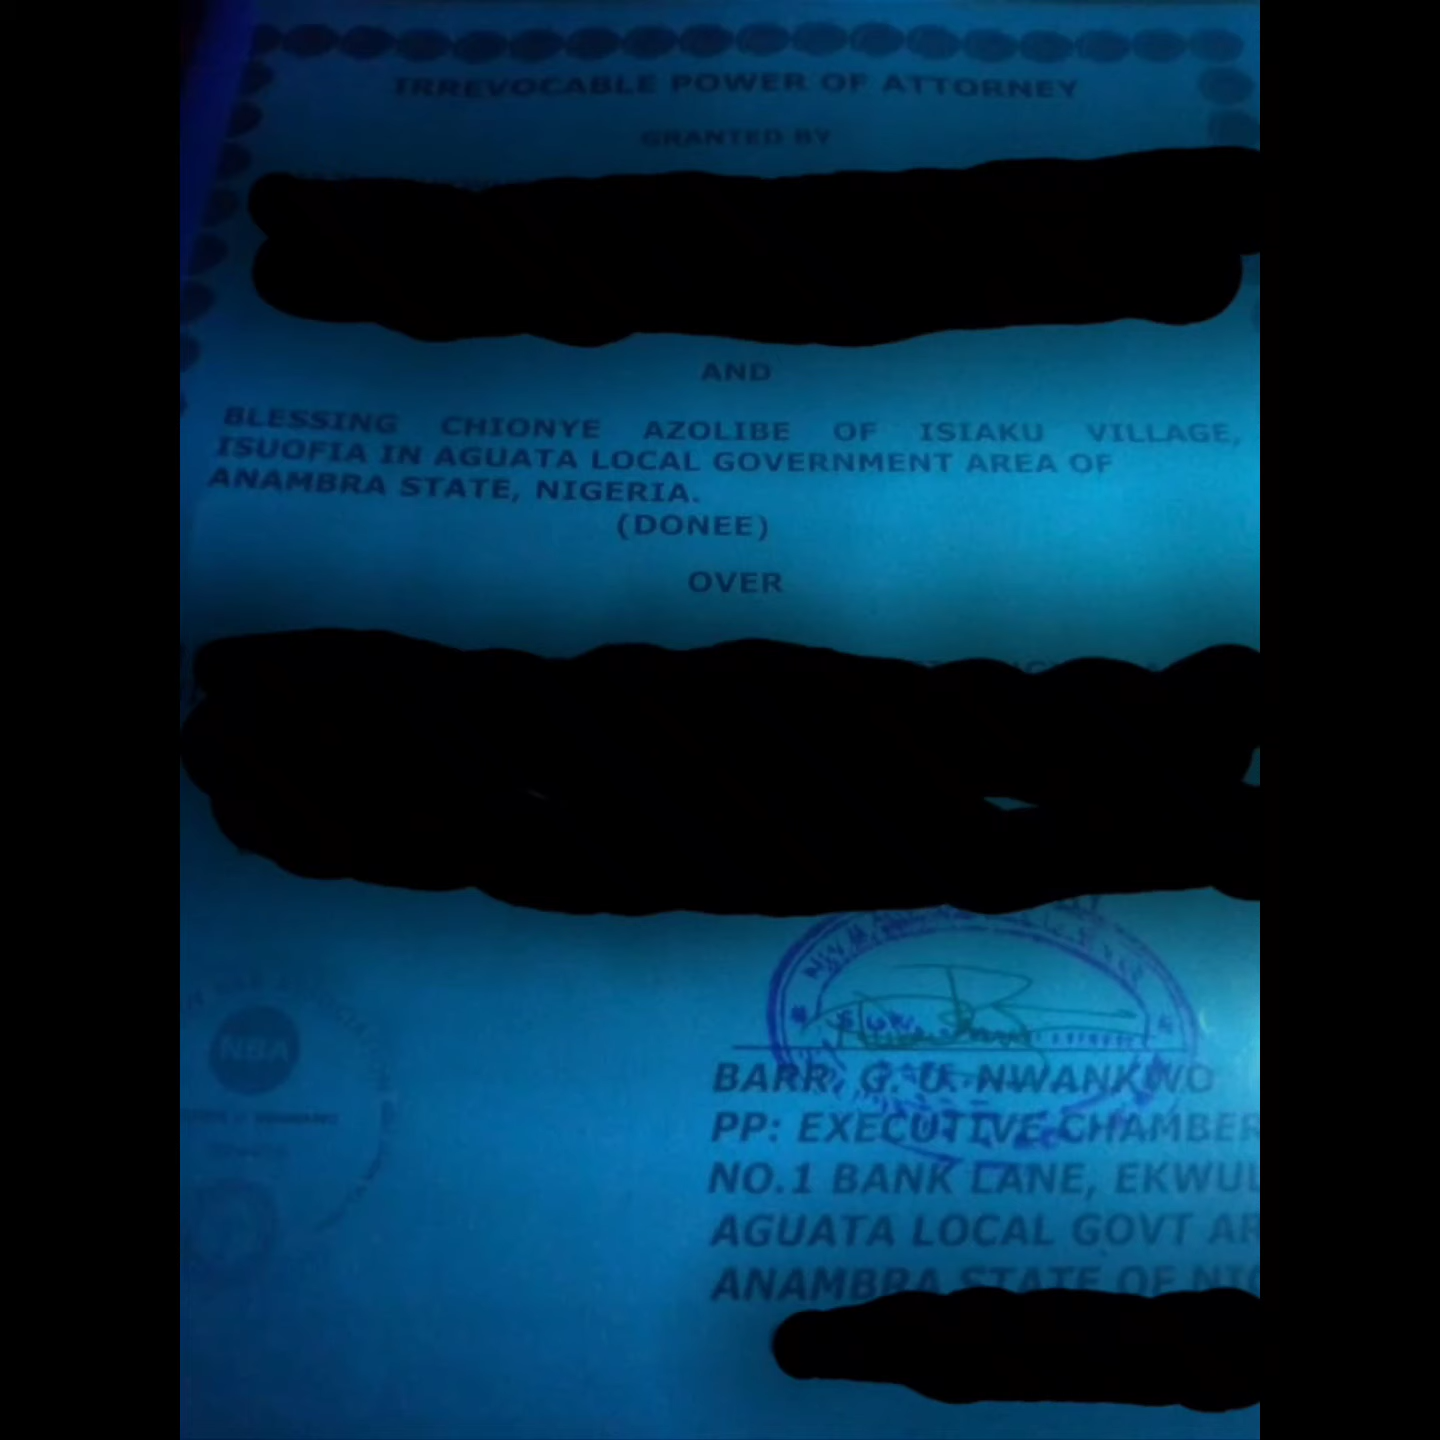 IRREVOCABLE POWER OF ATTORNEY
GRANTED BY
AND
BLESSING CHIONYE AZOLIBE OF ISIAKU VILLAGE,
ISUOFIA IN AGUATA LOCAL GOVERNMENT AREA OF
ANAMBRA STATE, NIGERIA.
(DONEE)
OVER
NBA
BARR. G. U. NWANKWO
PP: EXECUTIVE CHAMBER
NO.1 BANK LANE, EKWUL
AGUATA LOCAL GOVT AR
ANAMBRA STATE OF NIG